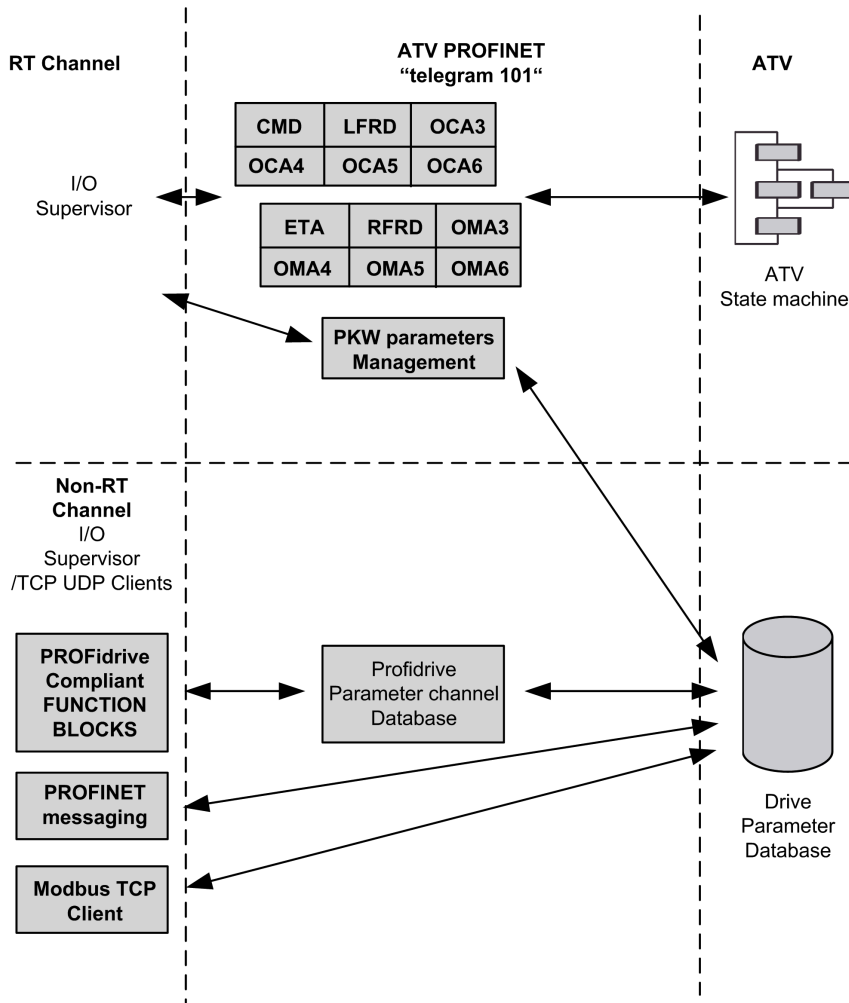 RT Channel
ATV PROFINET
“telegram 101“
ATV
CMD LFRD OCA3
OCA4 OCA5 OCA6
I/O
Supervisor
ETA RFRD OMA3
OMA4 OMA5 OMA6
ATV
State machine
PKW parameters
Management
Non-RT
Channel
I/O
Supervisor
/TCP UDP Clients
PROFidrive
Compliant
FUNCTION
BLOCKS
Profidrive
Parameter channel
Database
PROFINET
messaging
Drive
Parameter
Database
Modbus TCP
Client